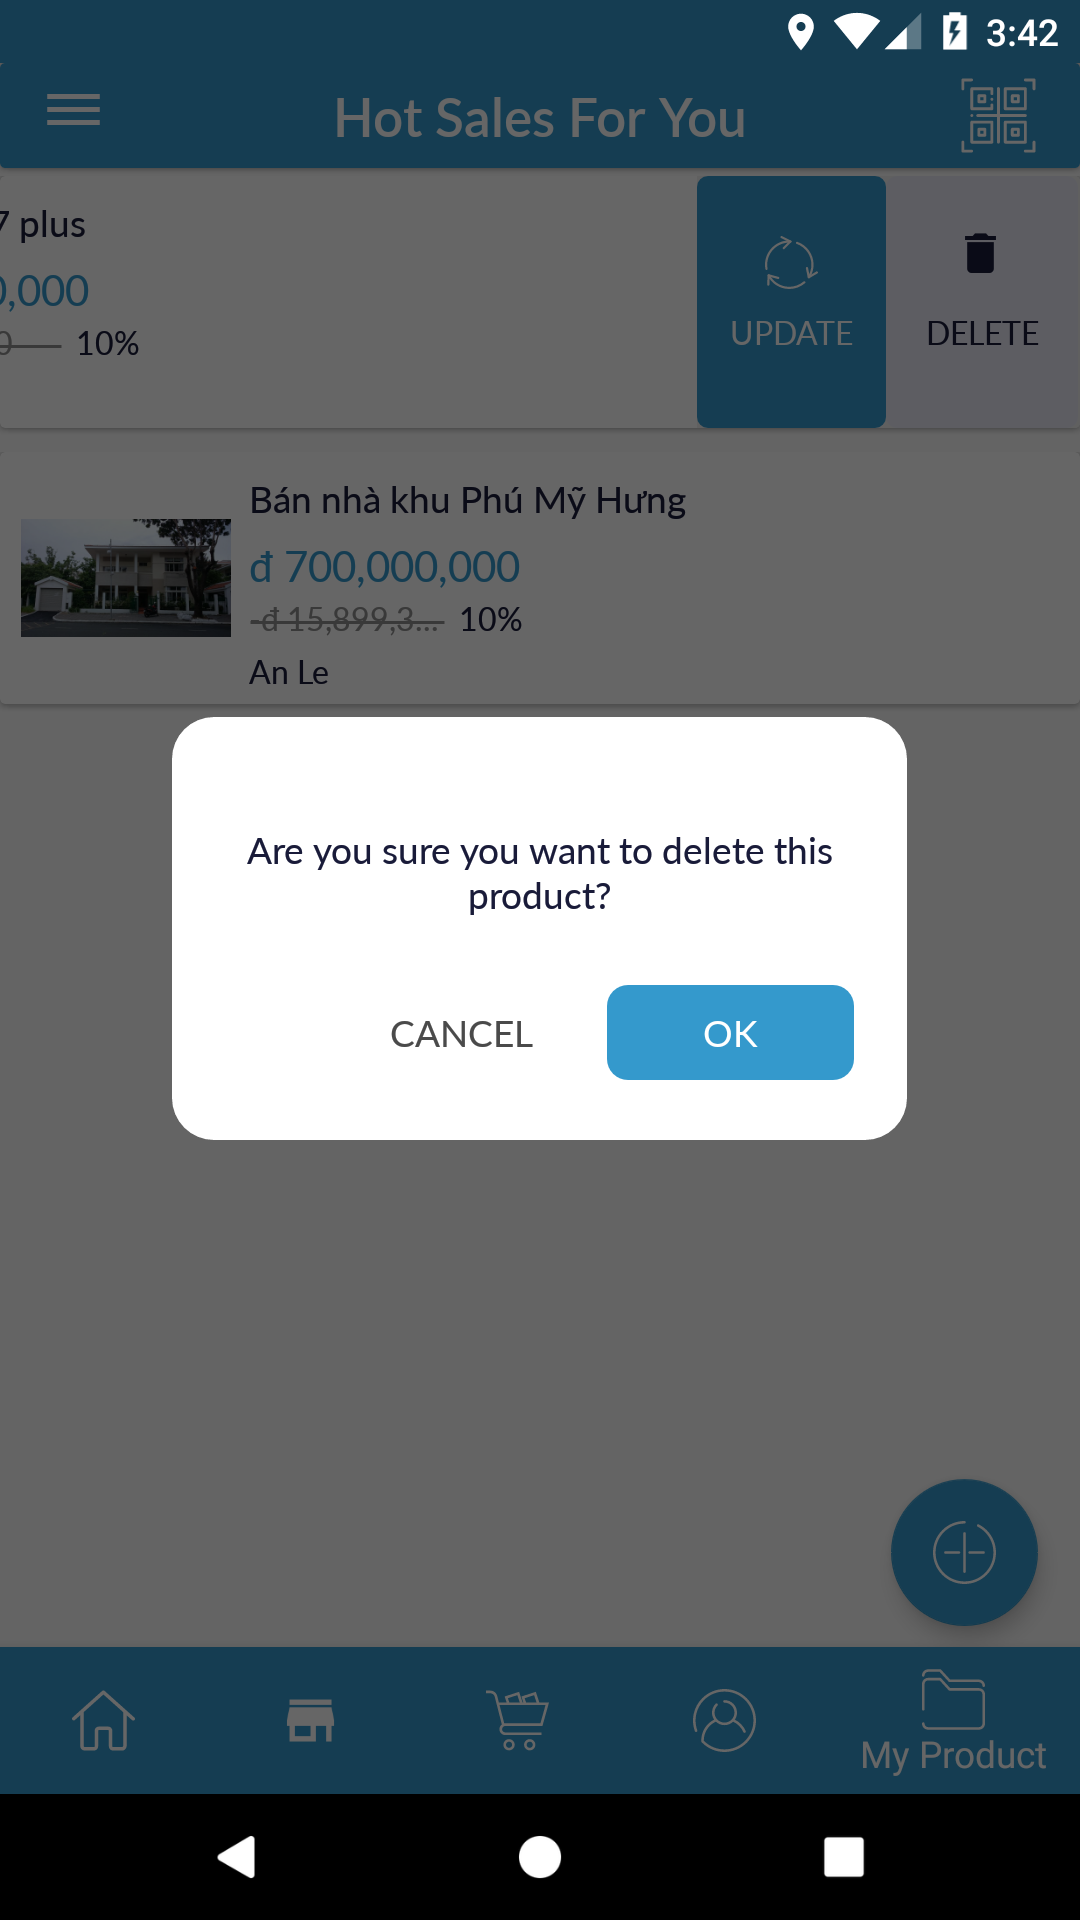 3:42
Hot Sales For You
7 plus
0,000
0 10%
UPDATE
DELETE
Bán nhà khu Phú Mỹ Hưng
đ 700,000,000
-đ 15,899,3... 10%
An Le
Are you sure you want to delete this
product?
CANCEL
OK
My Product